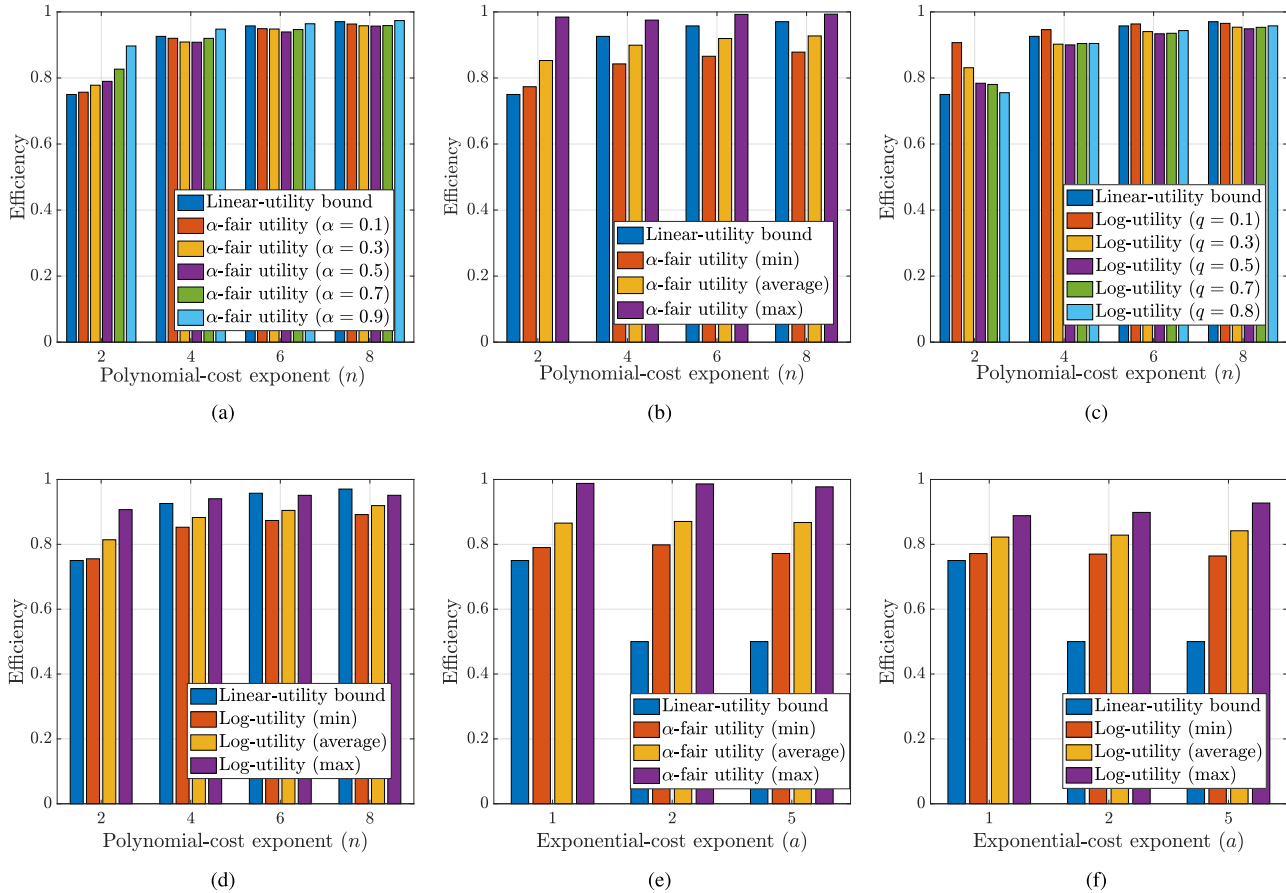 1
0.8
0.6
0.4
0.2
0
Efficiency
Linear-utility bound
α-fair utility (α = 0.1)
α-fair utility (α = 0.3)
α-fair utility (α = 0.5)
α-fair utility (α = 0.7)
α-fair utility (α = 0.9)
2 4 6 8
Polynomial-cost exponent (n)
(a)
1
0.8
0.6
0.4
0.2
0
Efficiency
Linear-utility bound
α-fair utility (min)
α-fair utility (average)
α-fair utility (max)
2 4 6 8
Polynomial-cost exponent (n)
(b)
1
0.8
0.6
0.4
0.2
0
Efficiency
Linear-utility bound
Log-utility (q = 0.1)
Log-utility (q = 0.3)
Log-utility (q = 0.5)
Log-utility (q = 0.7)
Log-utility (q = 0.8)
2 4 6 8
Polynomial-cost exponent (n)
(c)
1
0.8
0.6
0.4
0.2
0
Efficiency
Linear-utility bound
Log-utility (min)
Log-utility (average)
Log-utility (max)
2 4 6 8
Polynomial-cost exponent (n)
(d)
1
0.8
0.6
0.4
0.2
0
Efficiency
Linear-utility bound
α-fair utility (min)
α-fair utility (average)
α-fair utility (max)
1 2 5
Exponential-cost exponent (a)
(e)
1
0.8
0.6
0.4
0.2
0
Efficiency
Linear-utility bound
Log-utility (min)
Log-utility (average)
Log-utility (max)
1 2 5
Exponential-cost exponent (a)
(f)